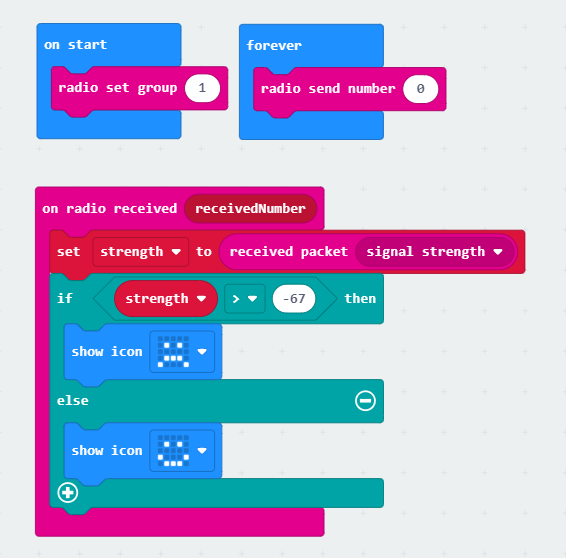 on start
radio set group 1
forever
radio send number 0
on radio received receivedNumber
set strength to received packet signal strength
if strength > -67 then
show icon
else
show icon